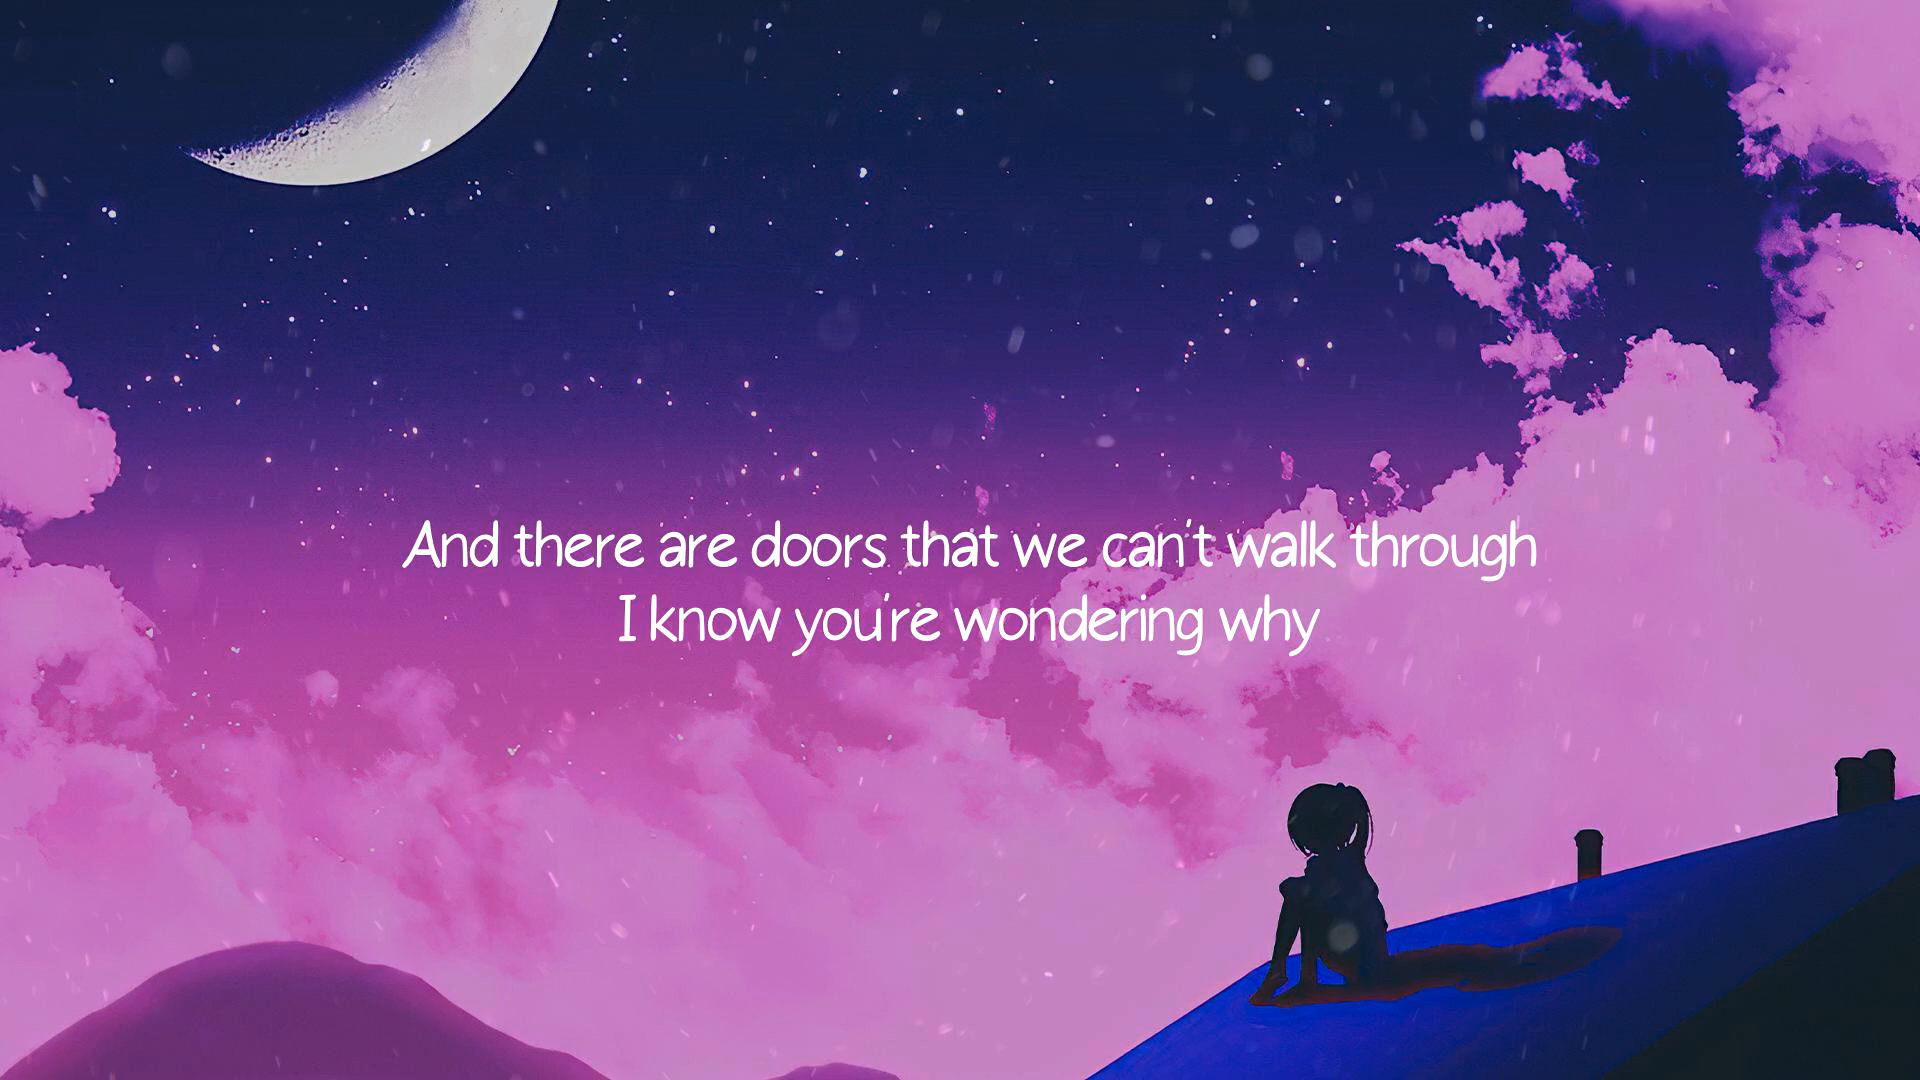 And there are doors that we can't walk through
I know you're wondering why